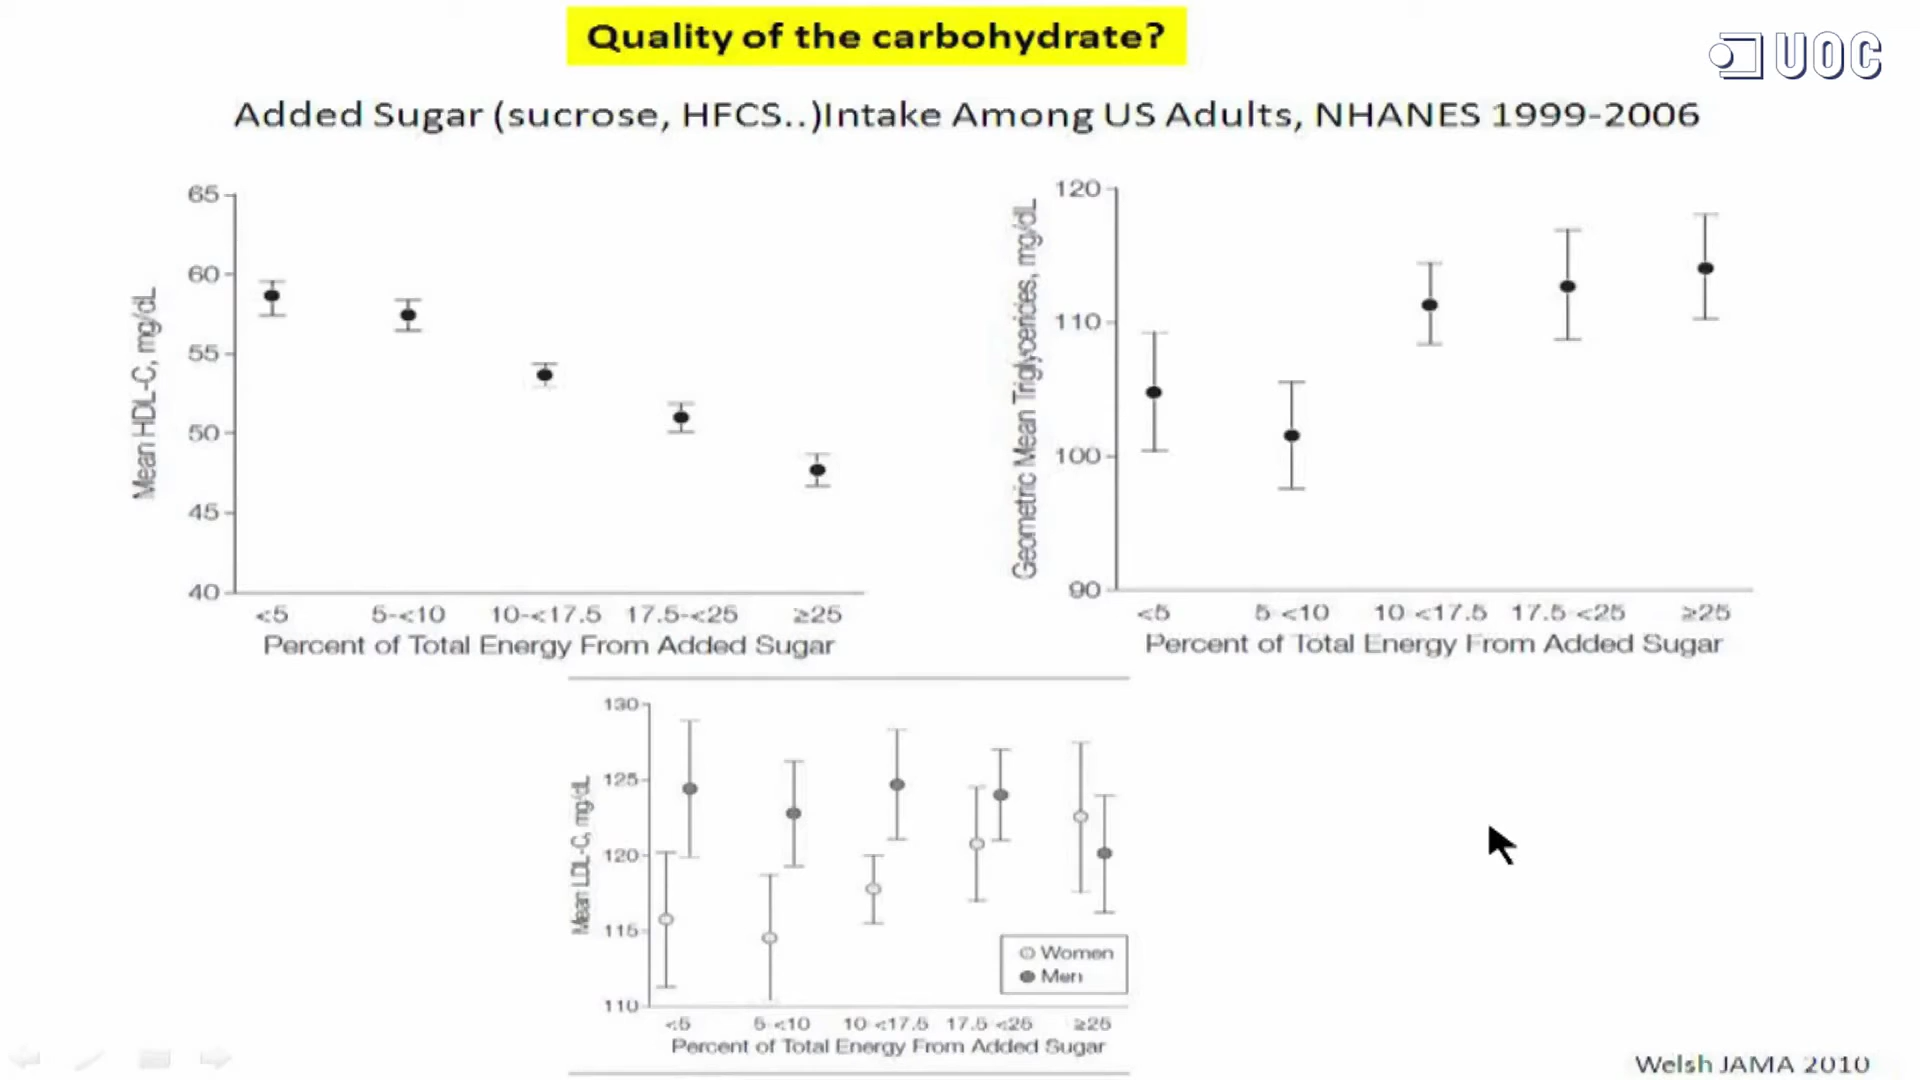 Quality of the carbohydrate?
UOC
Added Sugar (sucrose, HFCS..)Intake Among US Adults, NHANES 1999-2006
Mean HDL-C, mg/dL
65
60
55
50
45
40
<5 5-<10 10-<17.5 17.5-<25 ≥25
Percent of Total Energy From Added Sugar
Geometric Mean Triglycerides, mg/dL
120
110
100
90
<5 5-<10 10-<17.5 17.5-<25 ≥25
Percent of Total Energy From Added Sugar
Mean LDL-C, mg/dL
130
125
120
115
110
Women
Men
<5 5-<10 10-<17.5 17.5-<25 ≥25
Percent of Total Energy From Added Sugar
Welsh JAMA 2010